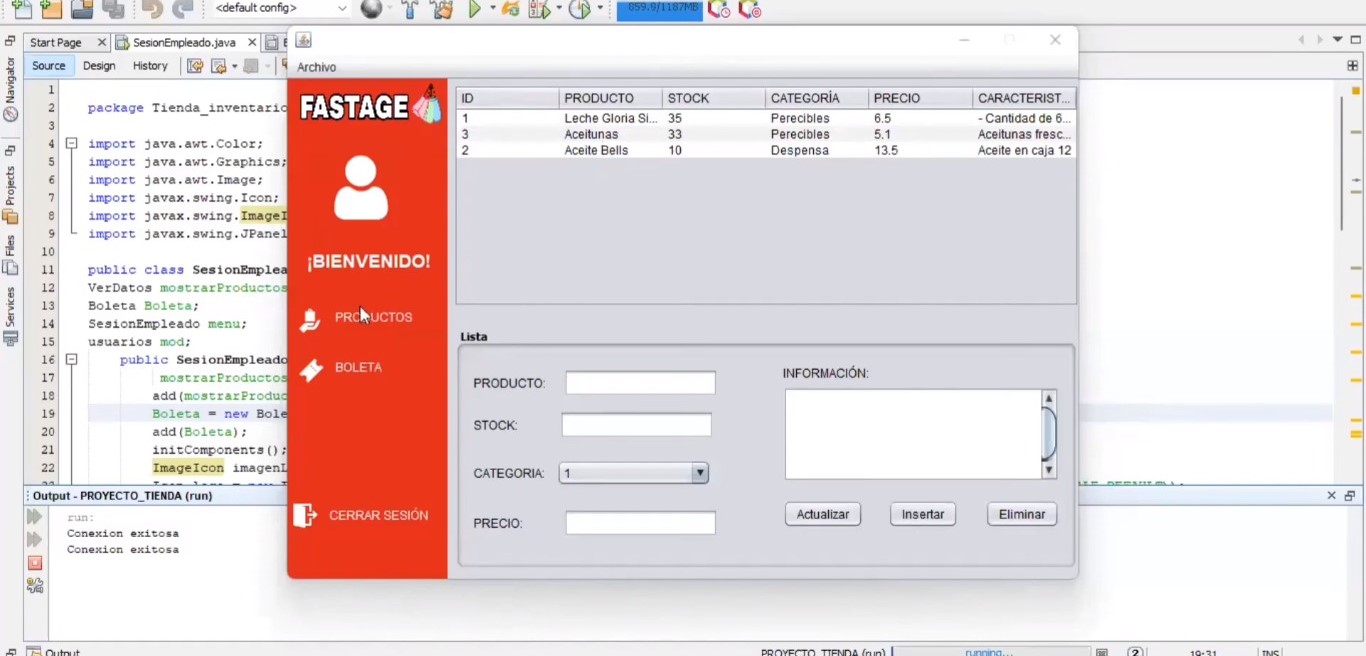 <default config>
859.9/1187MB
Start Page
SesionEmpleado.java
Source
Design
History
Navigator
Projects
Files
Services
1
2 package Tienda_inventario
3
4 import java.awt.Color;
5 import java.awt.Graphics;
6 import java.awt.Image;
7 import javax.swing.Icon;
8 import javax.swing.ImageI
9 import javax.swing.JPanel
10
11 public class SesionEmplea
12 VerDatos mostrarProductos
13 Boleta Boleta;
14 SesionEmpleado menu;
15 usuarios mod;
16 public SesionEmpleado
17 mostrarProductos
18 add(mostrarProduc
19 Boleta = new Bole
20 add(Boleta);
21 initComponents();
22 ImageIcon imagenL
Archivo
FASTAGE
¡BIENVENIDO!
PRODUCTOS
BOLETA
CERRAR SESIÓN
ID PRODUCTO STOCK CATEGORÍA PRECIO CARACTERIST...
1 Leche Gloria Si... 35 Perecibles 6.5 - Cantidad de 6...
3 Aceitunas 33 Perecibles 5.1 Aceitunas fresc...
2 Aceite Bells 10 Despensa 13.5 Aceite en caja 12
Lista
PRODUCTO:
STOCK:
CATEGORIA: 1
PRECIO:
INFORMACIÓN:
Actualizar Insertar Eliminar
Output - PROYECTO_TIENDA (run)
run:
Conexion exitosa
Conexion exitosa
Output
PROYECTO_TIENDA (run)
running...
2
19:31
INS